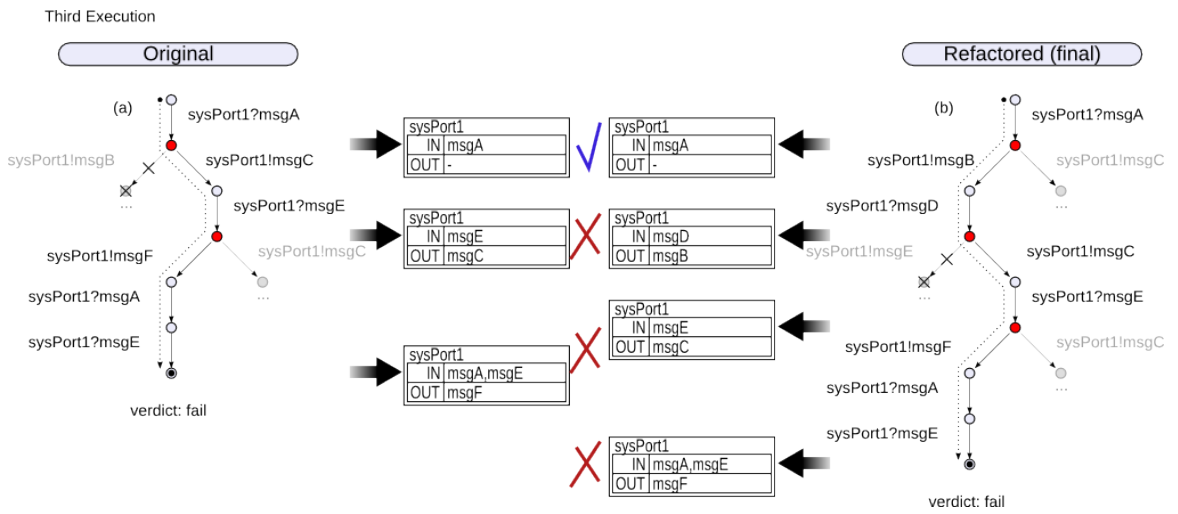 Third Execution
Original
Refactored (final)
(a)
sysPort1?msgA
sysPort1!msgB
sysPort1!msgC
...
sysPort1?msgE
sysPort1!msgF
sysPort1!msgC
...
sysPort1?msgA
sysPort1?msgE
verdict: fail
sysPort1
IN msgA
OUT -
sysPort1
IN msgE
OUT msgC
sysPort1
IN msgA,msgE
OUT msgF
sysPort1
IN msgA
OUT -
sysPort1
IN msgD
OUT msgB
sysPort1
IN msgE
OUT msgC
sysPort1
IN msgA,msgE
OUT msgF
(b)
sysPort1?msgA
sysPort1!msgB
sysPort1!msgC
...
sysPort1?msgD
sysPort1!msgE
sysPort1!msgC
...
sysPort1?msgE
sysPort1!msgF
sysPort1!msgC
...
sysPort1?msgA
sysPort1?msgE
verdict: fail